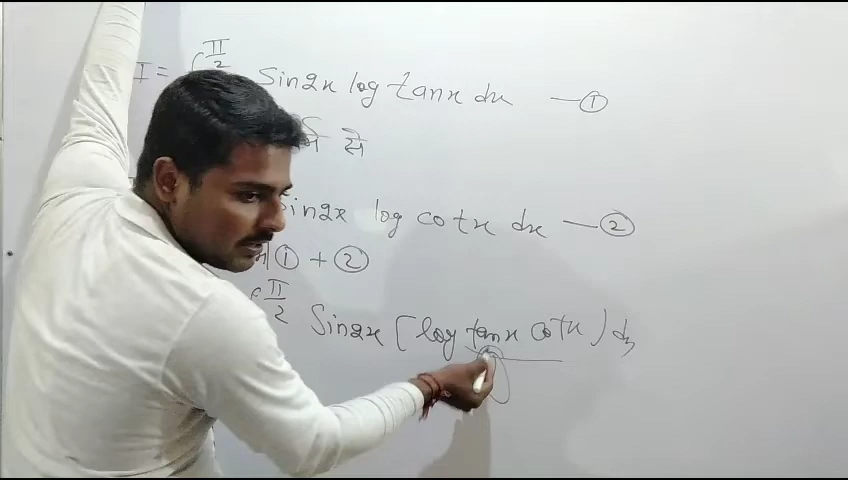 I = ∫ π/2 Sin2x log tanx dx — ①
से
Sin2x log cotx dx — ②
① + ②
π/2 Sin2x [log tanx cotx) dx